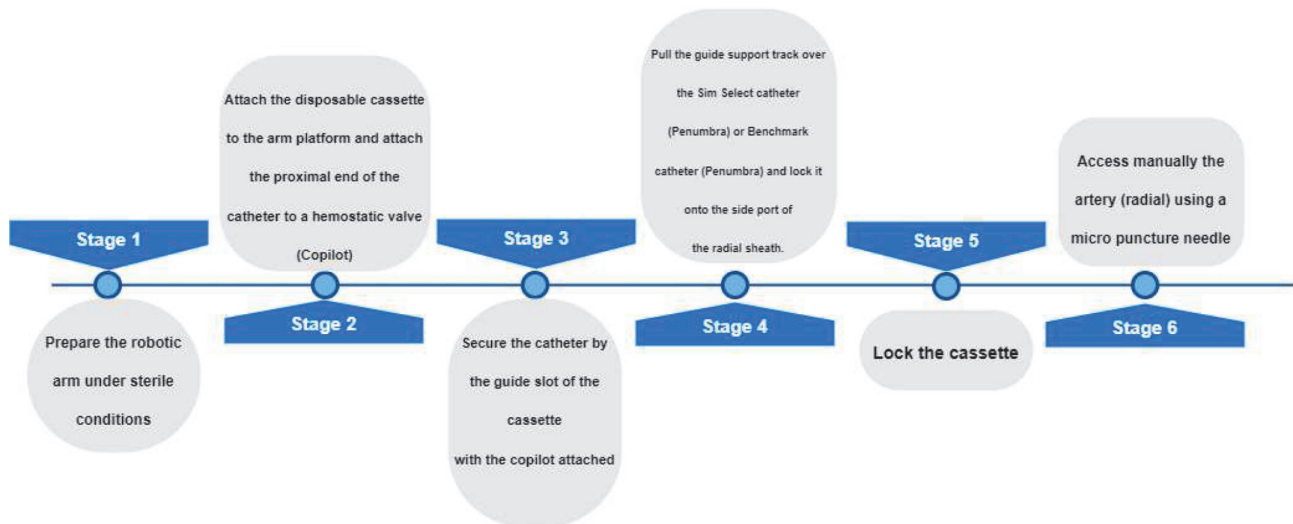 Stage 1
Prepare the robotic
arm under sterile
conditions
Attach the disposable cassette
to the arm platform and attach
the proximal end of the
catheter to a hemostatic valve
(Copilot)
Stage 2
Stage 3
Secure the catheter by
the guide slot of the
cassette
with the copilot attached
Pull the guide support track over
the Sim Select catheter
(Penumbra) or Benchmark
catheter (Penumbra) and lock it
onto the side port of
the radial sheath.
Stage 4
Stage 5
Lock the cassette
Access manually the
artery (radial) using a
micro puncture needle
Stage 6